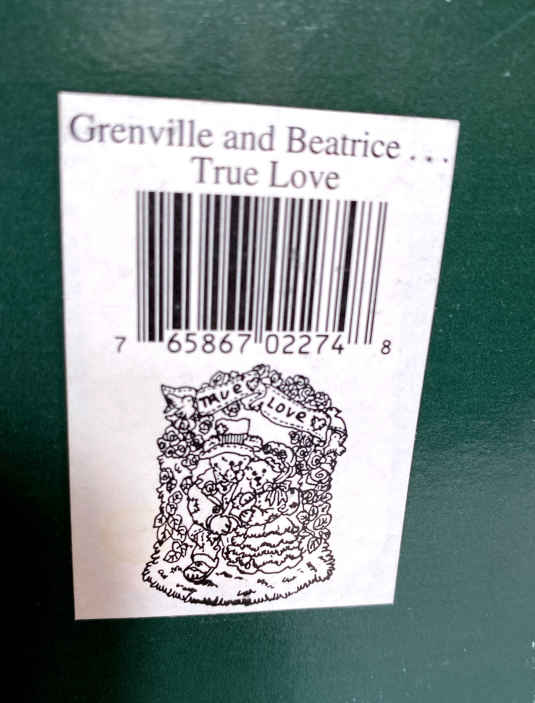 Grenville and Beatrice . . .
True Love
7 65867 02274 8
TRUE LOVE